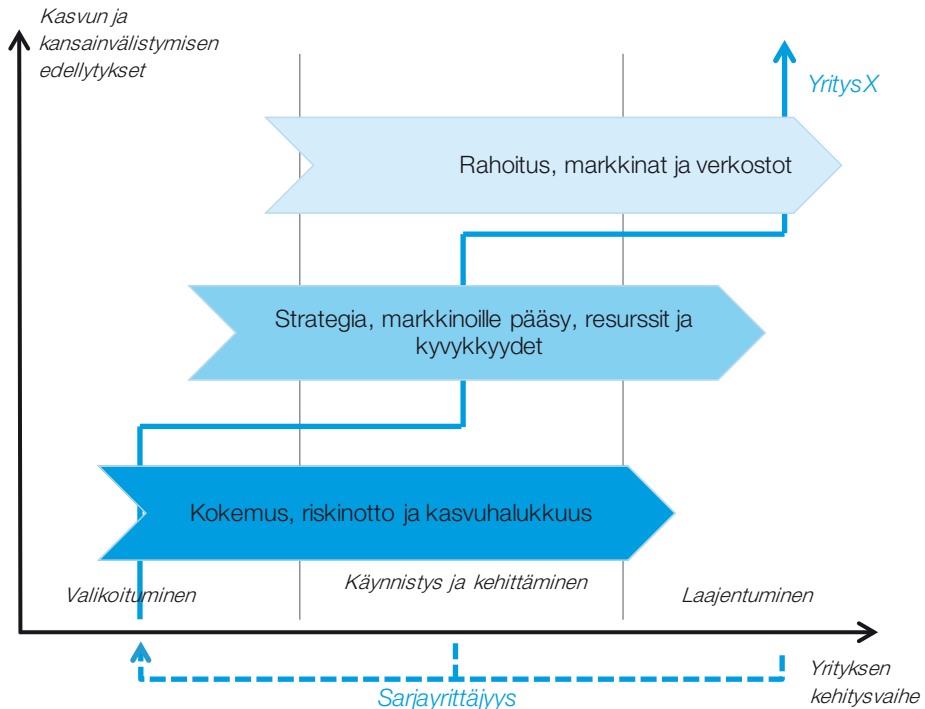 Kasvun ja
kansainvälistymisen
edellytykset
Yritys X
Rahoitus, markkinat ja verkostot
Strategia, markkinoille pääsy, resurssit ja
kyvykkyydet
Kokemus, riskinotto ja kasvuhalukkuus
Valikoituminen
Käynnistys ja kehittäminen
Laajentuminen
Sarjayrittäjyys
Yrityksen
kehitysvaihe